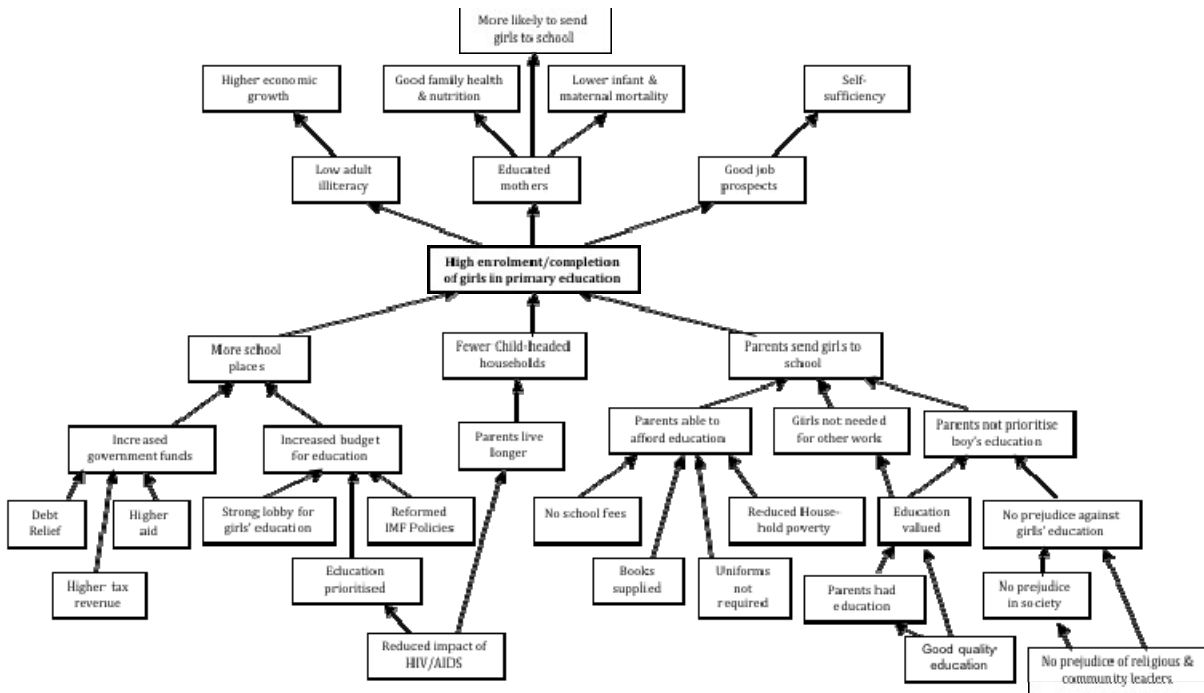 More likely to send
girls to school
Higher economic
growth
Good family health
& nutrition
Lower infant &
maternal mortality
Self-
sufficiency
Low adult
illiteracy
Educated
mothers
Good job
prospects
High enrolment/completion
of girls in primary education
More school
places
Fewer Child-headed
households
Parents send girls to
school
Increased
government funds
Increased budget
for education
Parents live
longer
Parents able to
afford education
Girls not needed
for other work
Parents not prioritise
boy's education
Debt
Relief
Higher
aid
Strong lobby for
girls' education
Reformed
IMF Policies
No school fees
Reduced House-
hold poverty
Education
valued
No prejudice against
girls' education
Higher tax
revenue
Education
prioritised
Books
supplied
Uniforms
not
required
Parents had
education
No prejudice
in society
Reduced impact of
HIV/AIDS
Good quality
education
No prejudice of religious &
community leaders